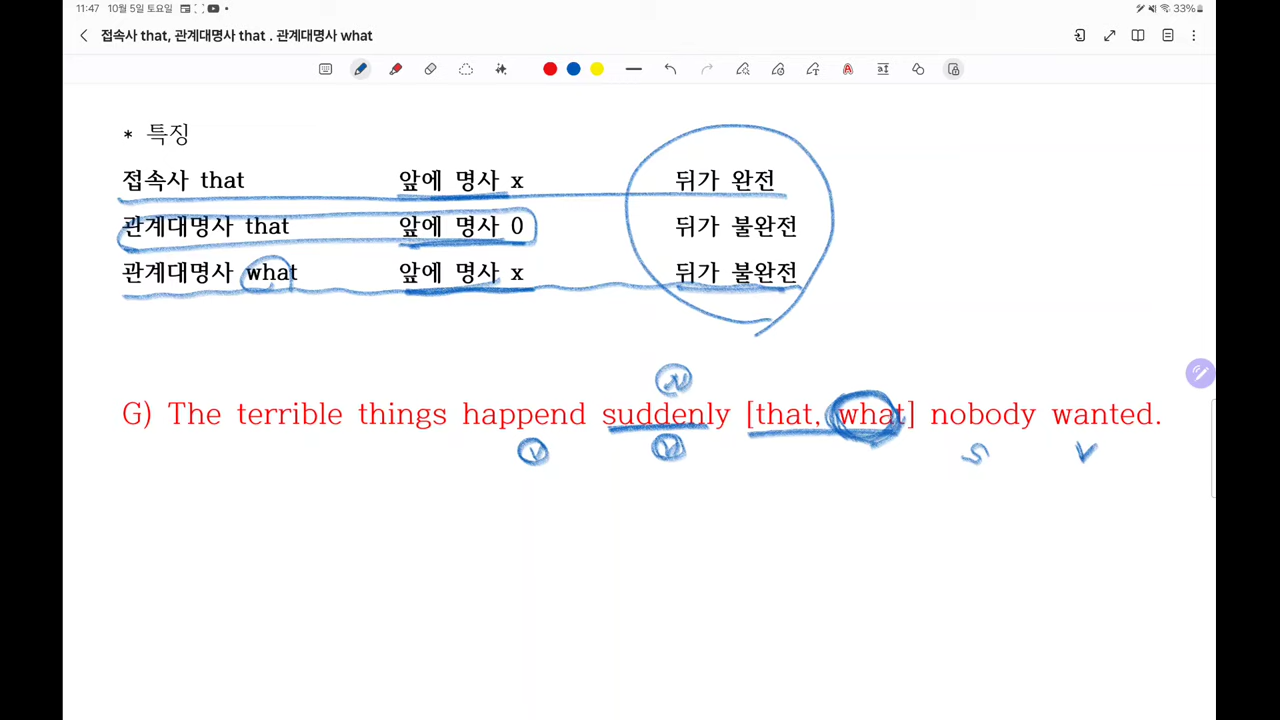 11:47 10월 5일 토요일 33%
접속사 that, 관계대명사 that . 관계대명사 what
* 특징
접속사 that 앞에 명사 x 뒤가 완전
관계대명사 that 앞에 명사 0 뒤가 불완전
관계대명사 what 앞에 명사 x 뒤가 불완전
N
G) The terrible things happend suddenly [that, what] nobody wanted.
V S V